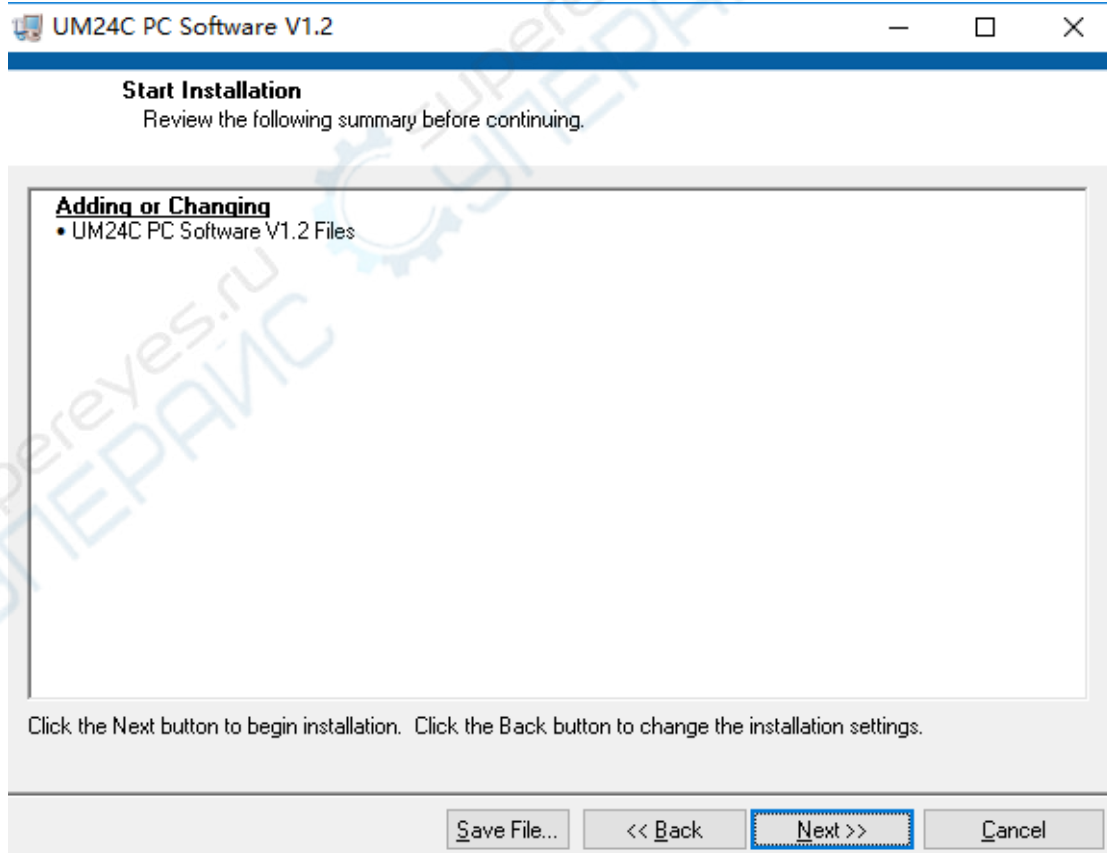 UM24C PC Software V1.2
Start Installation
Review the following summary before continuing.
Adding or Changing
• UM24C PC Software V1.2 Files
Click the Next button to begin installation. Click the Back button to change the installation settings.
Save File... << Back Next >> Cancel
supereyes.ru
СУПЕРАЙС